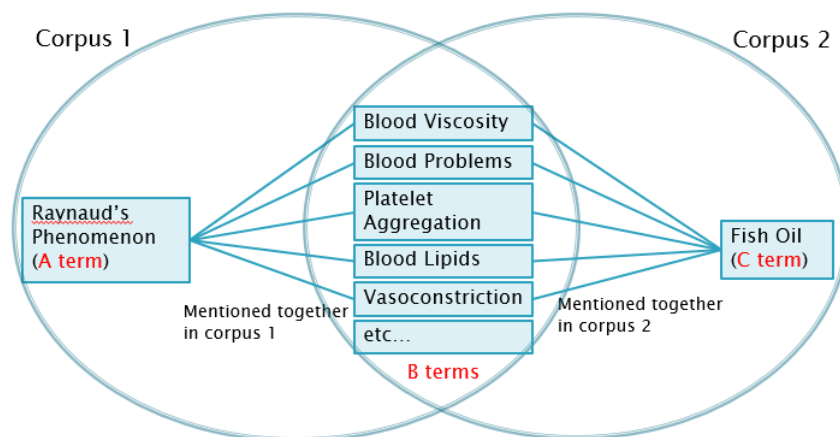 Corpus 1
Corpus 2
Blood Viscosity
Blood Problems
Platelet
Aggregation
Blood Lipids
Vasoconstriction
etc...
B terms
Raynaud's
Phenomenon
(A term)
Mentioned together
in corpus 1
Fish Oil
(C term)
Mentioned together
in corpus 2